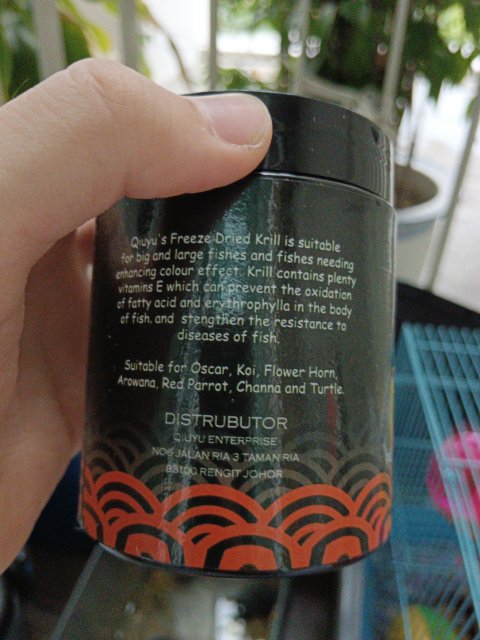 Qiuyu's Freeze Dried Krill is suitable
for big and large fishes and fishes needing
enhancing colour effect. Krill contains plenty
vitamins E which can prevent the oxidation
of fatty acid and erythrophylla in the body
of fish, and stengthen the resistance to
diseases of fish.
Suitable for Oscar, Koi, Flower Horn,
Arowana, Red Parrot, Channa and Turtle.
DISTRUBUTOR
QIUYU ENTERPRISE
NO6 JALAN RIA 3 TAMAN RIA
83100 RENGIT JOHOR